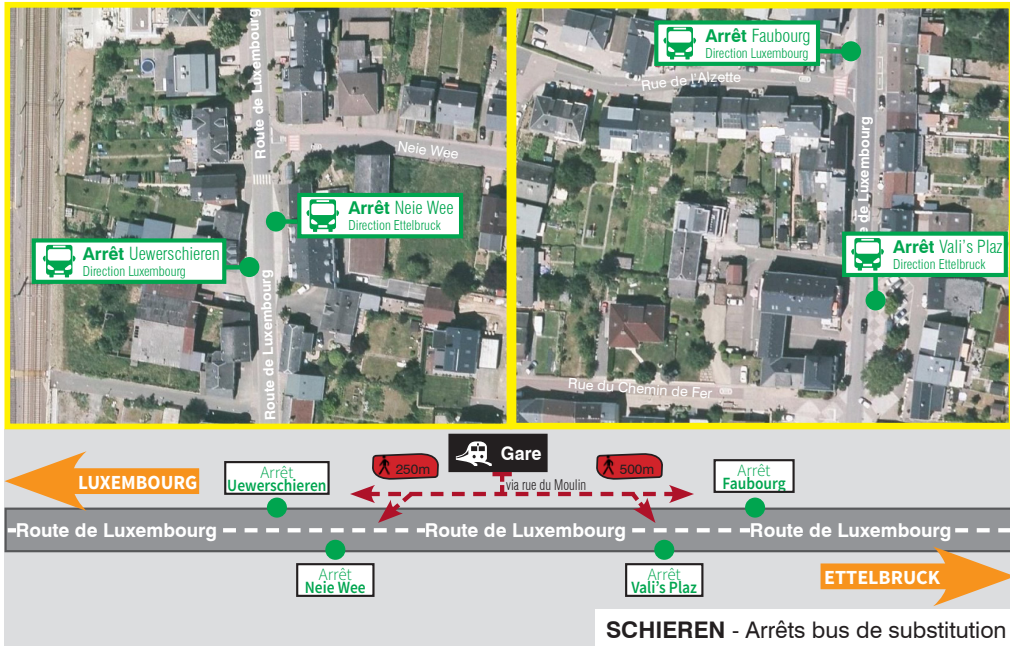 Route de Luxembourg
Neie Wee
Arrêt Neie Wee
Direction Ettelbruck
Arrêt Uewerschieren
Direction Luxembourg
Route de Luxembourg
Arrêt Faubourg
Direction Luxembourg
Rue de l'Alzette
e de Luxembourg
Arrêt Vali's Plaz
Direction Ettelbruck
Rue du Chemin de Fer
Gare
250m
500m
via rue du Moulin
LUXEMBOURG
Arrêt
Uewerschieren
Arrêt
Faubourg
Route de Luxembourg
Route de Luxembourg
Route de Luxembourg
Arrêt
Neie Wee
Arrêt
Vali's Plaz
ETTELBRUCK
SCHIEREN - Arrêts bus de substitution